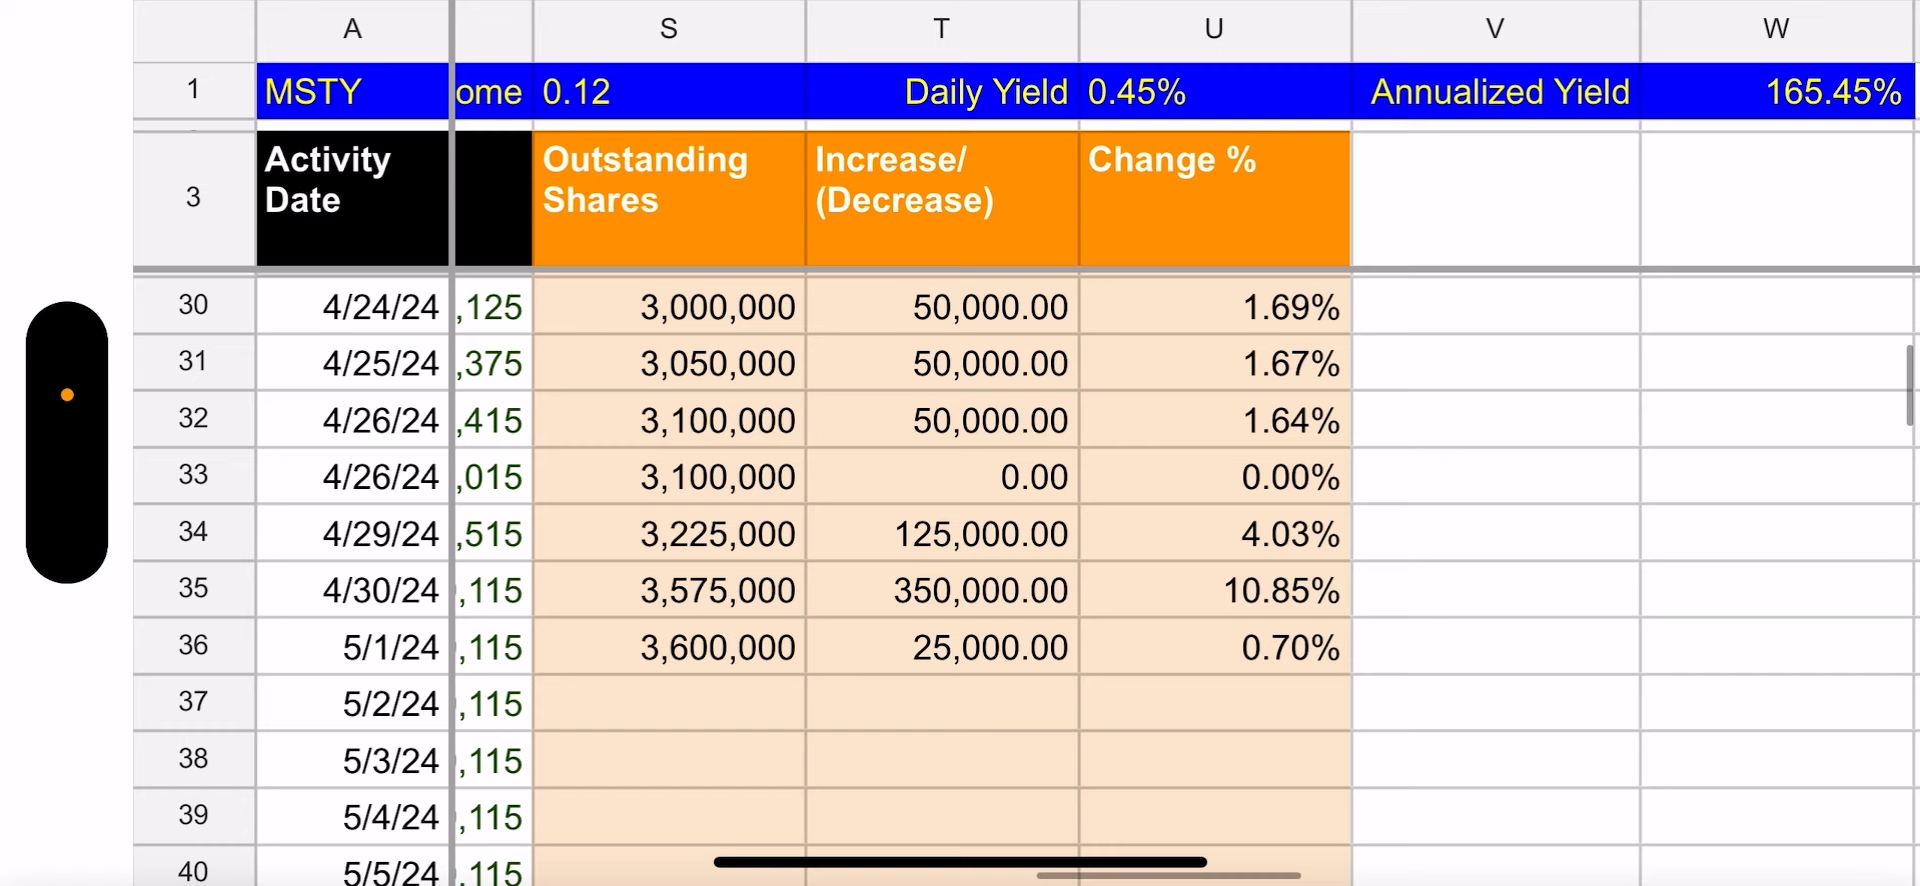 A S T U V W
1 MSTY ome 0.12 Daily Yield 0.45% Annualized Yield 165.45%
3 Activity Date Outstanding Shares Increase/ (Decrease) Change %
30 4/24/24 ,125 3,000,000 50,000.00 1.69%
31 4/25/24 ,375 3,050,000 50,000.00 1.67%
32 4/26/24 ,415 3,100,000 50,000.00 1.64%
33 4/26/24 ,015 3,100,000 0.00 0.00%
34 4/29/24 ,515 3,225,000 125,000.00 4.03%
35 4/30/24 ,115 3,575,000 350,000.00 10.85%
36 5/1/24 ,115 3,600,000 25,000.00 0.70%
37 5/2/24 ,115
38 5/3/24 ,115
39 5/4/24 ,115
40 5/5/24 ,115